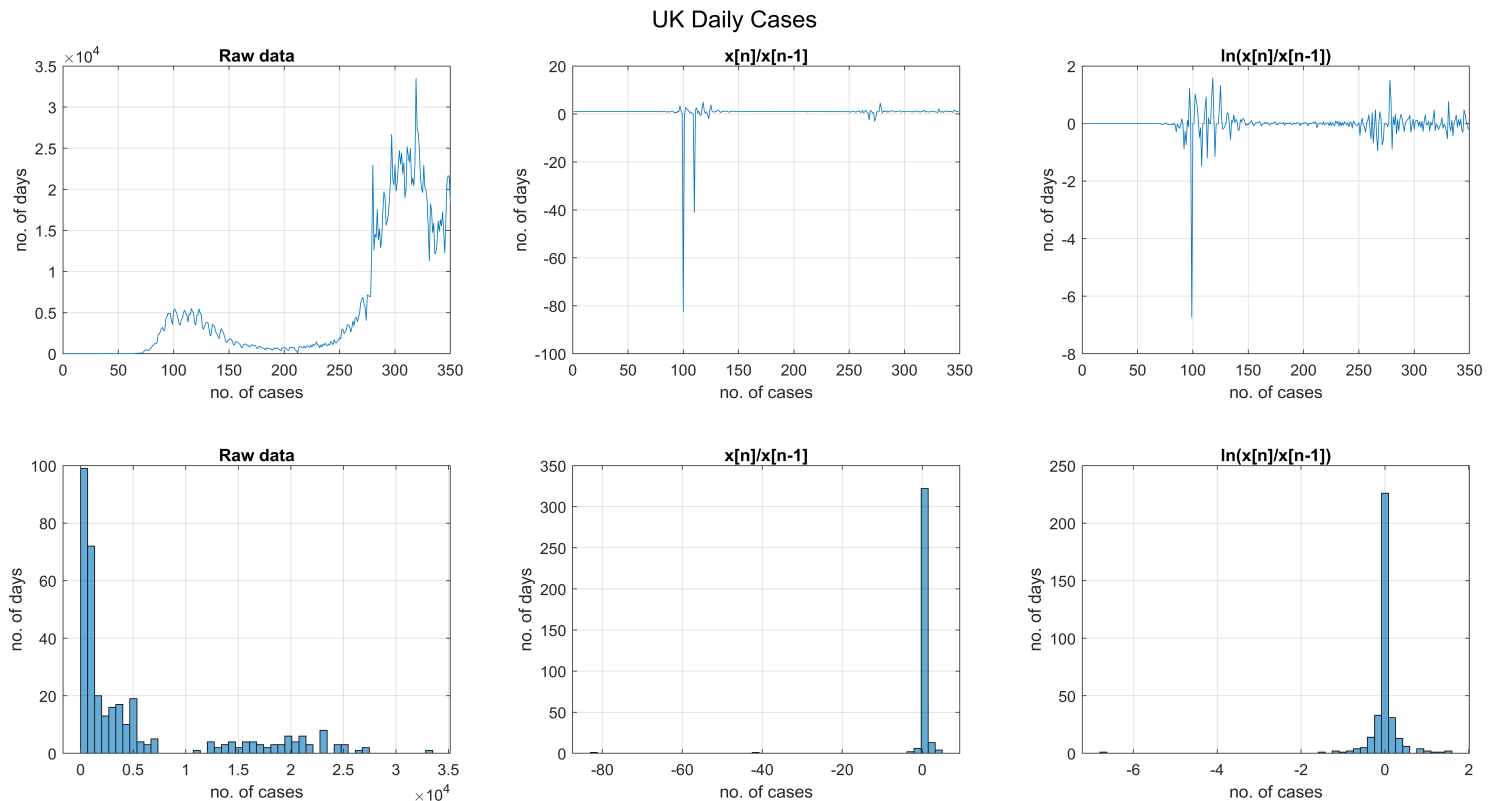 UK Daily Cases
Raw data
×10⁴
3.5
3
2.5
2
1.5
1
0.5
0
no. of days
0 50 100 150 200 250 300 350
no. of cases
x[n]/x[n-1]
20
0
-20
-40
-60
-80
-100
no. of days
0 50 100 150 200 250 300 350
no. of cases
ln(x[n]/x[n-1])
2
0
-2
-4
-6
-8
no. of days
0 50 100 150 200 250 300 350
no. of cases
Raw data
100
80
60
40
20
0
no. of days
0 0.5 1 1.5 2 2.5 3 3.5
no. of cases
×10⁴
x[n]/x[n-1]
350
300
250
200
150
100
50
0
no. of days
-80 -60 -40 -20 0
no. of cases
ln(x[n]/x[n-1])
250
200
150
100
50
0
no. of days
-6 -4 -2 0 2
no. of cases